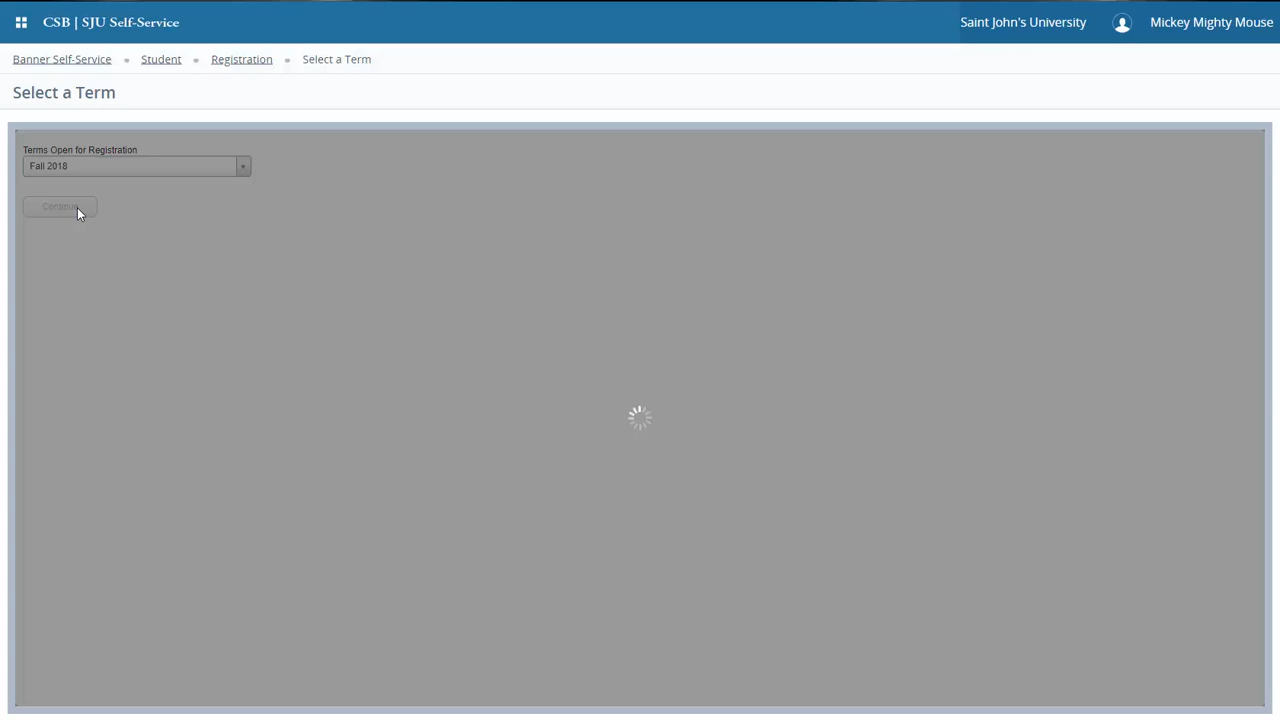 CSB | SJU Self-Service
Saint John's University
Mickey Mighty Mouse
Banner Self-Service • Student • Registration • Select a Term
Select a Term
Terms Open for Registration
Fall 2018
Continue